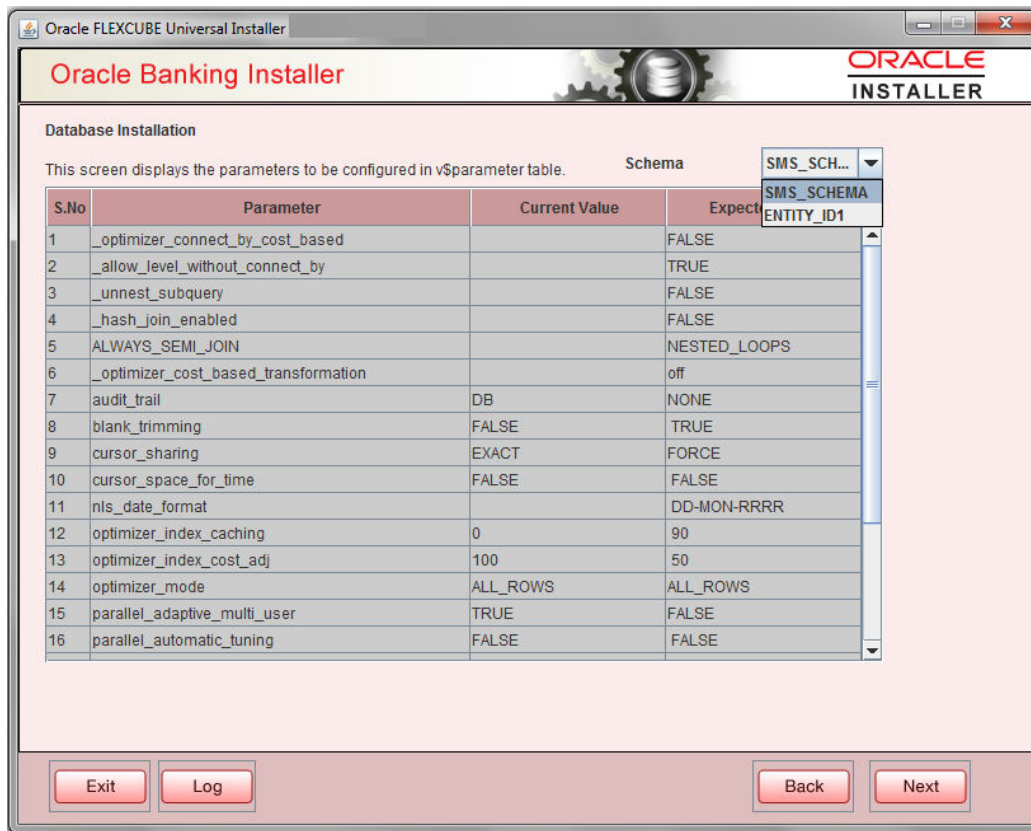 Oracle FLEXCUBE Universal Installer
Oracle Banking Installer
ORACLE
INSTALLER
Database Installation
This screen displays the parameters to be configured in v$parameter table.
Schema
SMS_SCH...
SMS_SCHEMA
ENTITY_ID1
S.No Parameter Current Value Expect
1 _optimizer_connect_by_cost_based FALSE
2 _allow_level_without_connect_by TRUE
3 _unnest_subquery FALSE
4 _hash_join_enabled FALSE
5 ALWAYS_SEMI_JOIN NESTED_LOOPS
6 _optimizer_cost_based_transformation off
7 audit_trail DB NONE
8 blank_trimming FALSE TRUE
9 cursor_sharing EXACT FORCE
10 cursor_space_for_time FALSE FALSE
11 nls_date_format DD-MON-RRRR
12 optimizer_index_caching 0 90
13 optimizer_index_cost_adj 100 50
14 optimizer_mode ALL_ROWS ALL_ROWS
15 parallel_adaptive_multi_user TRUE FALSE
16 parallel_automatic_tuning FALSE FALSE
Exit Log Back Next